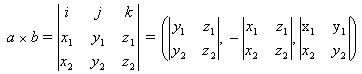 a × b = | i j k | = ( | y₁ z₁ |, − | x₁ z₁ |, | x₁ y₁ | )
| x₁ y₁ z₁ | | y₂ z₂ | | x₂ z₂ | | x₂ y₂ |
| x₂ y₂ z₂ |